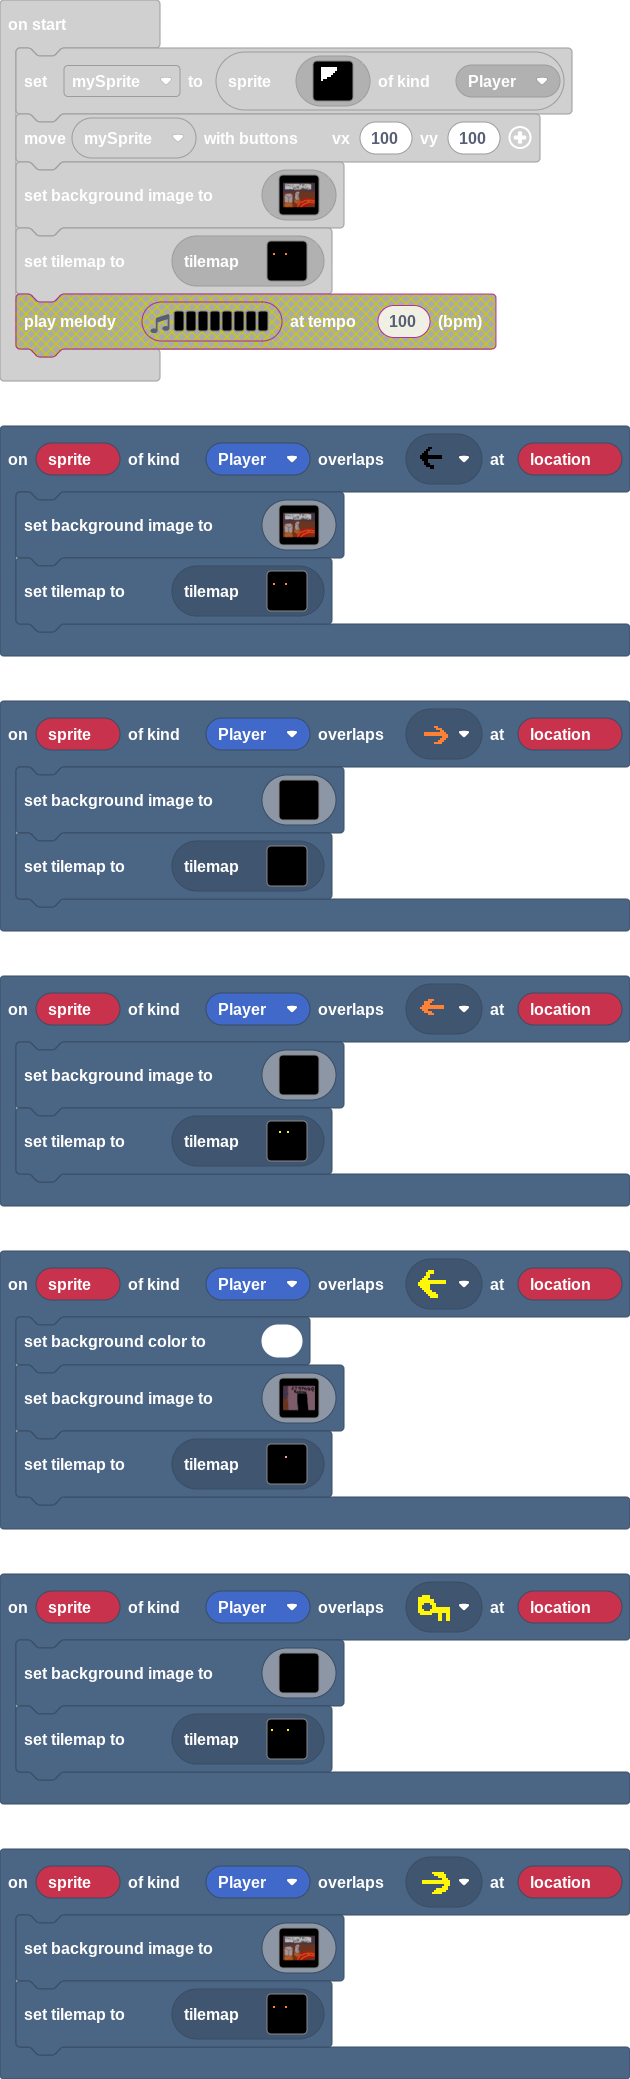 on start
set mySprite to sprite of kind Player
move mySprite with buttons vx 100 vy 100
set background image to
set tilemap to tilemap
play melody at tempo 100 (bpm)
on sprite of kind Player overlaps at location
set background image to
set tilemap to tilemap
on sprite of kind Player overlaps at location
set background image to
set tilemap to tilemap
on sprite of kind Player overlaps at location
set background image to
set tilemap to tilemap
on sprite of kind Player overlaps at location
set background color to
set background image to
set tilemap to tilemap
on sprite of kind Player overlaps at location
set background image to
set tilemap to tilemap
on sprite of kind Player overlaps at location
set background image to
set tilemap to tilemap